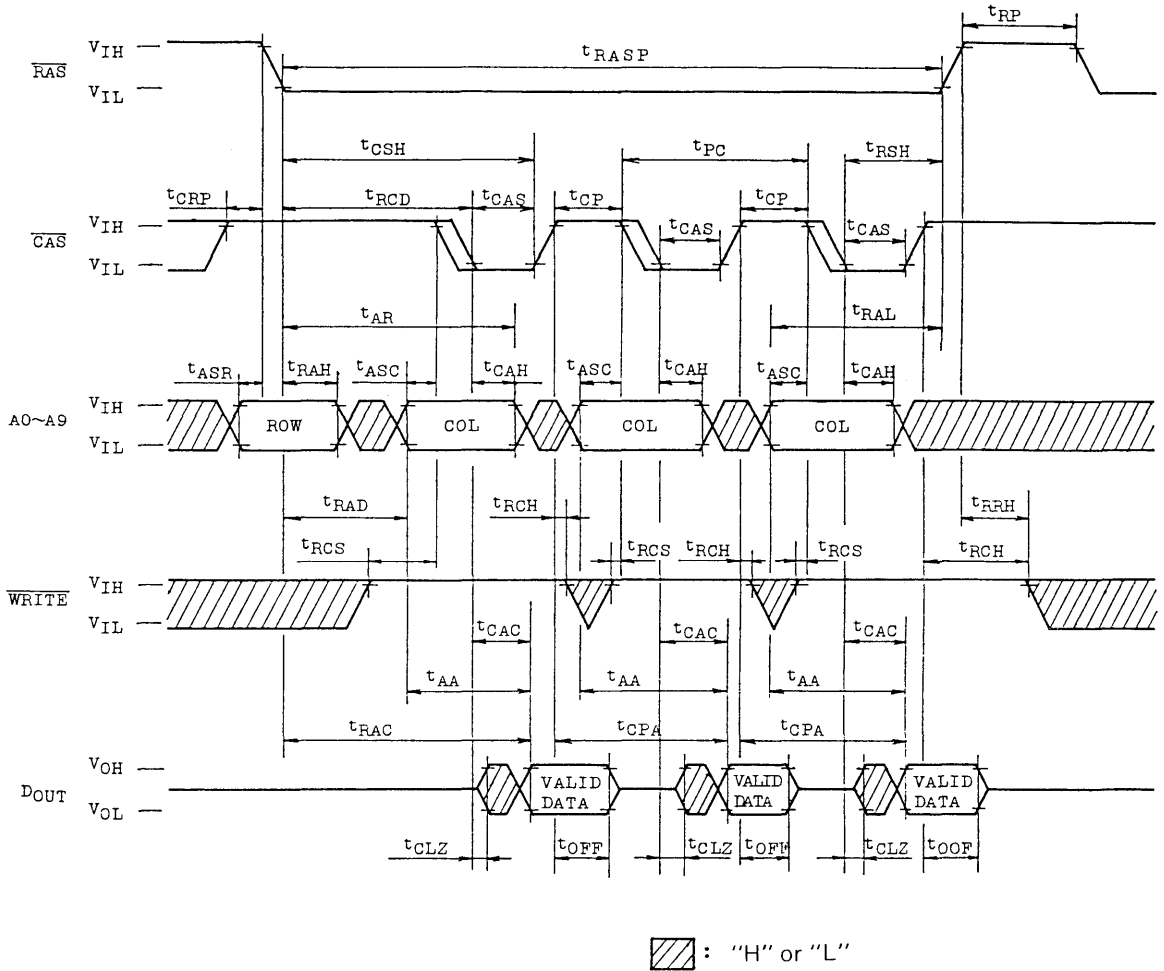 tRP
VIH
RAS
tRASP
VIL
tCSH
tPC
tRSH
tCRP
tRCD
tCAS
tCP
tCP
VIH
CAS
tCAS
tCAS
VIL
tAR
tRAL
tASR
tRAH
tASC
tCAH
tASC
tCAH
tASC
tCAH
VIH
A0~A9
ROW
COL
COL
COL
VIL
tRAD
tRCH
tRRH
tRCS
tRCS
tRCH
tRCS
tRCH
VIH
WRITE
VIL
tCAC
tCAC
tCAC
tAA
tAA
tAA
tRAC
tCPA
tCPA
VOH
DOUT
VALID
DATA
VALID
DATA
VALID
DATA
VOL
tCLZ
tOFF
tCLZ
tOFF
tCLZ
tOOF
: "H" or "L"